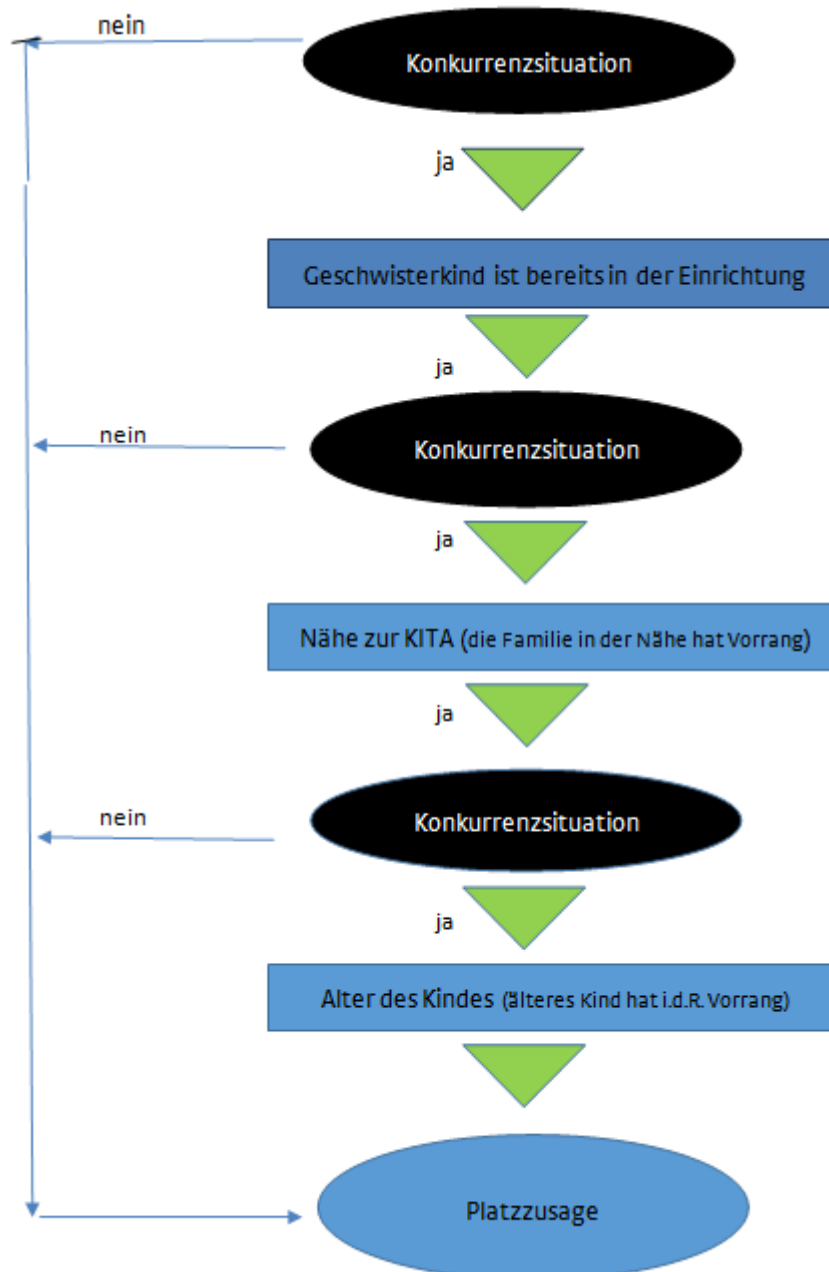 nein
Konkurrenzsituation
ja
Geschwisterkind ist bereits in der Einrichtung
ja
nein
Konkurrenzsituation
ja
Nähe zur KITA (die Familie in der Nähe hat Vorrang)
ja
nein
Konkurrenzsituation
ja
Alter des Kindes (älteres Kind hat i.d.R. Vorrang)
Platzzusage